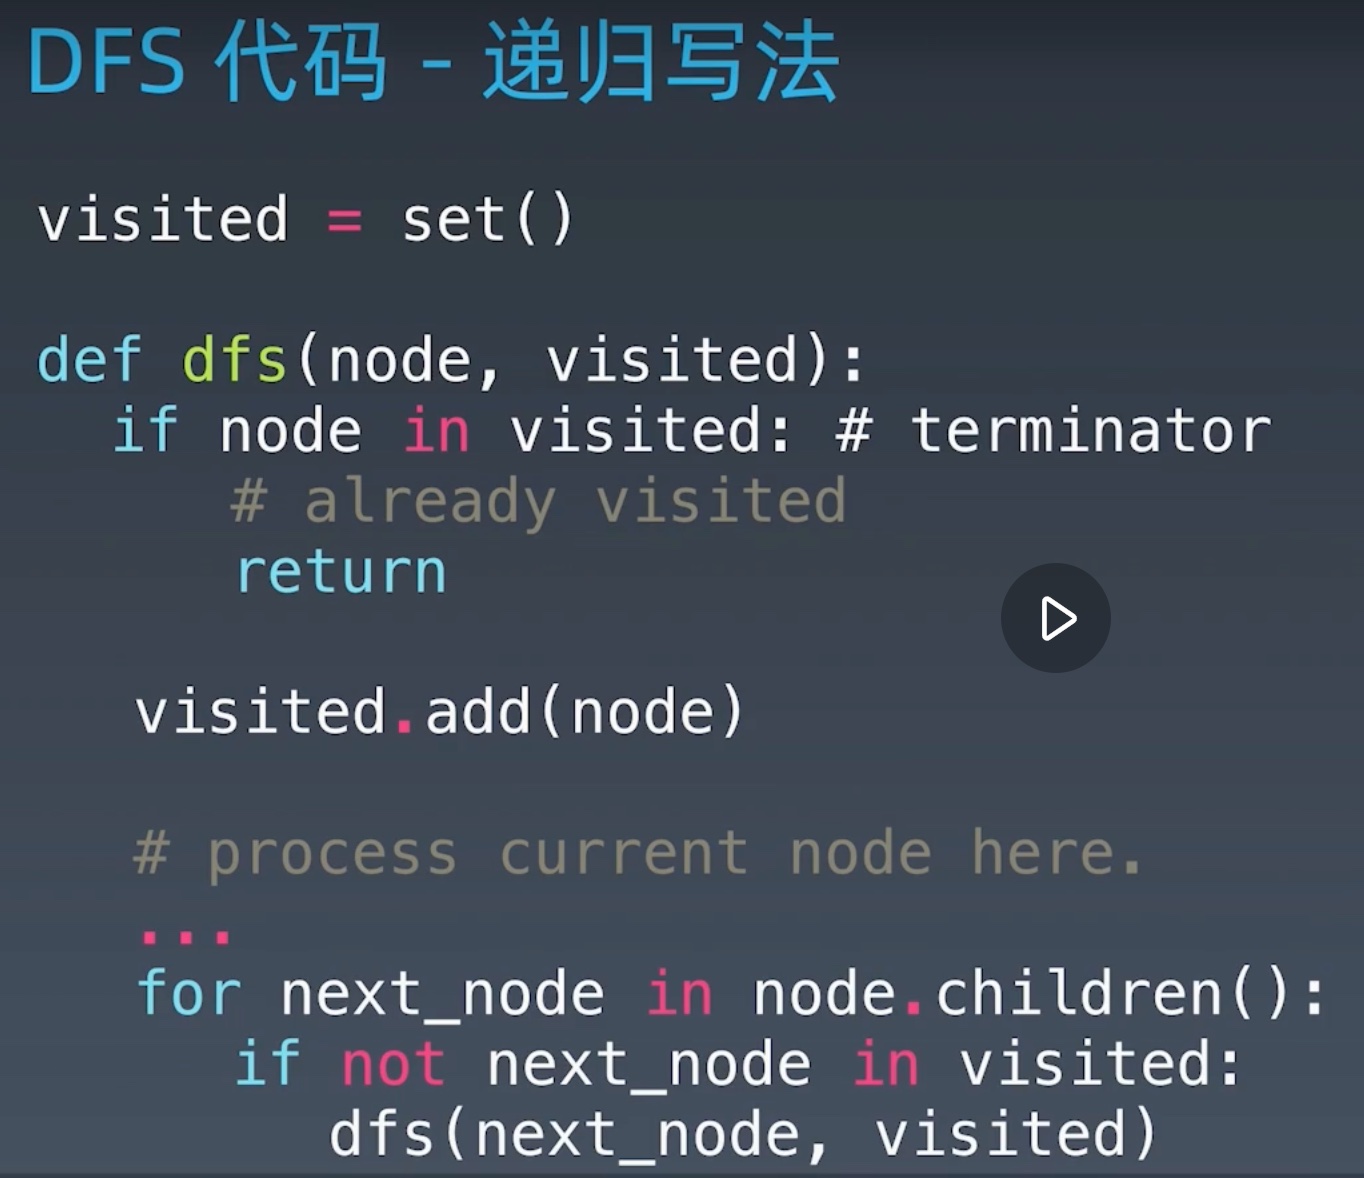 DFS 代码 - 递归写法
visited = set()
def dfs(node, visited):
if node in visited: # terminator
# already visited
return
visited.add(node)
# process current node here.
...
for next_node in node.children():
if not next_node in visited:
dfs(next_node, visited)